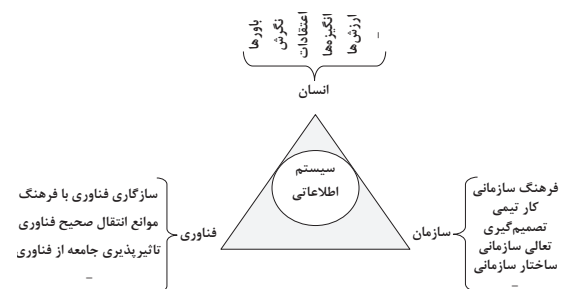 باورها
نگرش
اعتقادات
انگیزه‌ها
ارزش‌ها
_
انسان
سیستم
اطلاعاتی
سازمان
فرهنگ سازمانی
کار تیمی
تصمیم‌گیری
تعالی سازمانی
ساختار سازمانی
_
فناوری
سازگاری فناوری با فرهنگ
موانع انتقال صحیح فناوری
تاثیرپذیری جامعه از فناوری
_